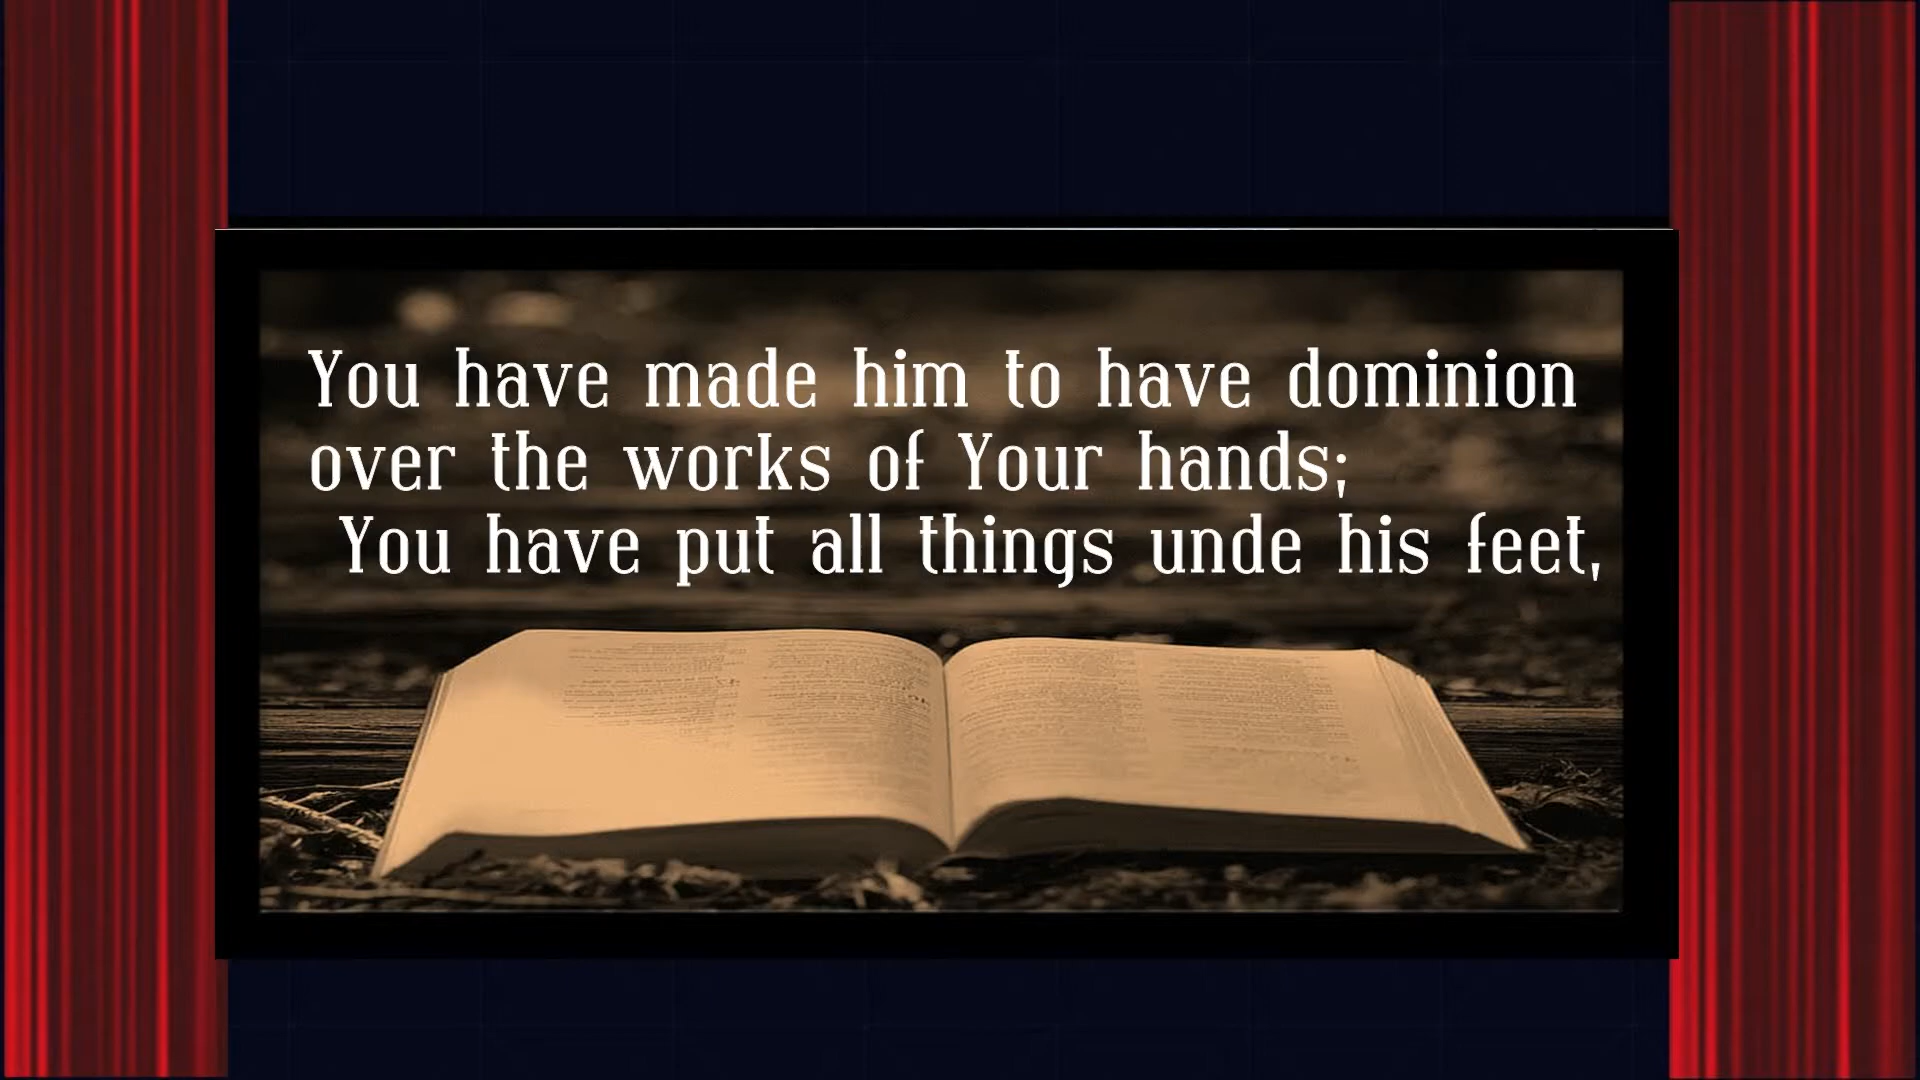 You have made him to have dominion
over the works of Your hands;
You have put all things unde his feet,